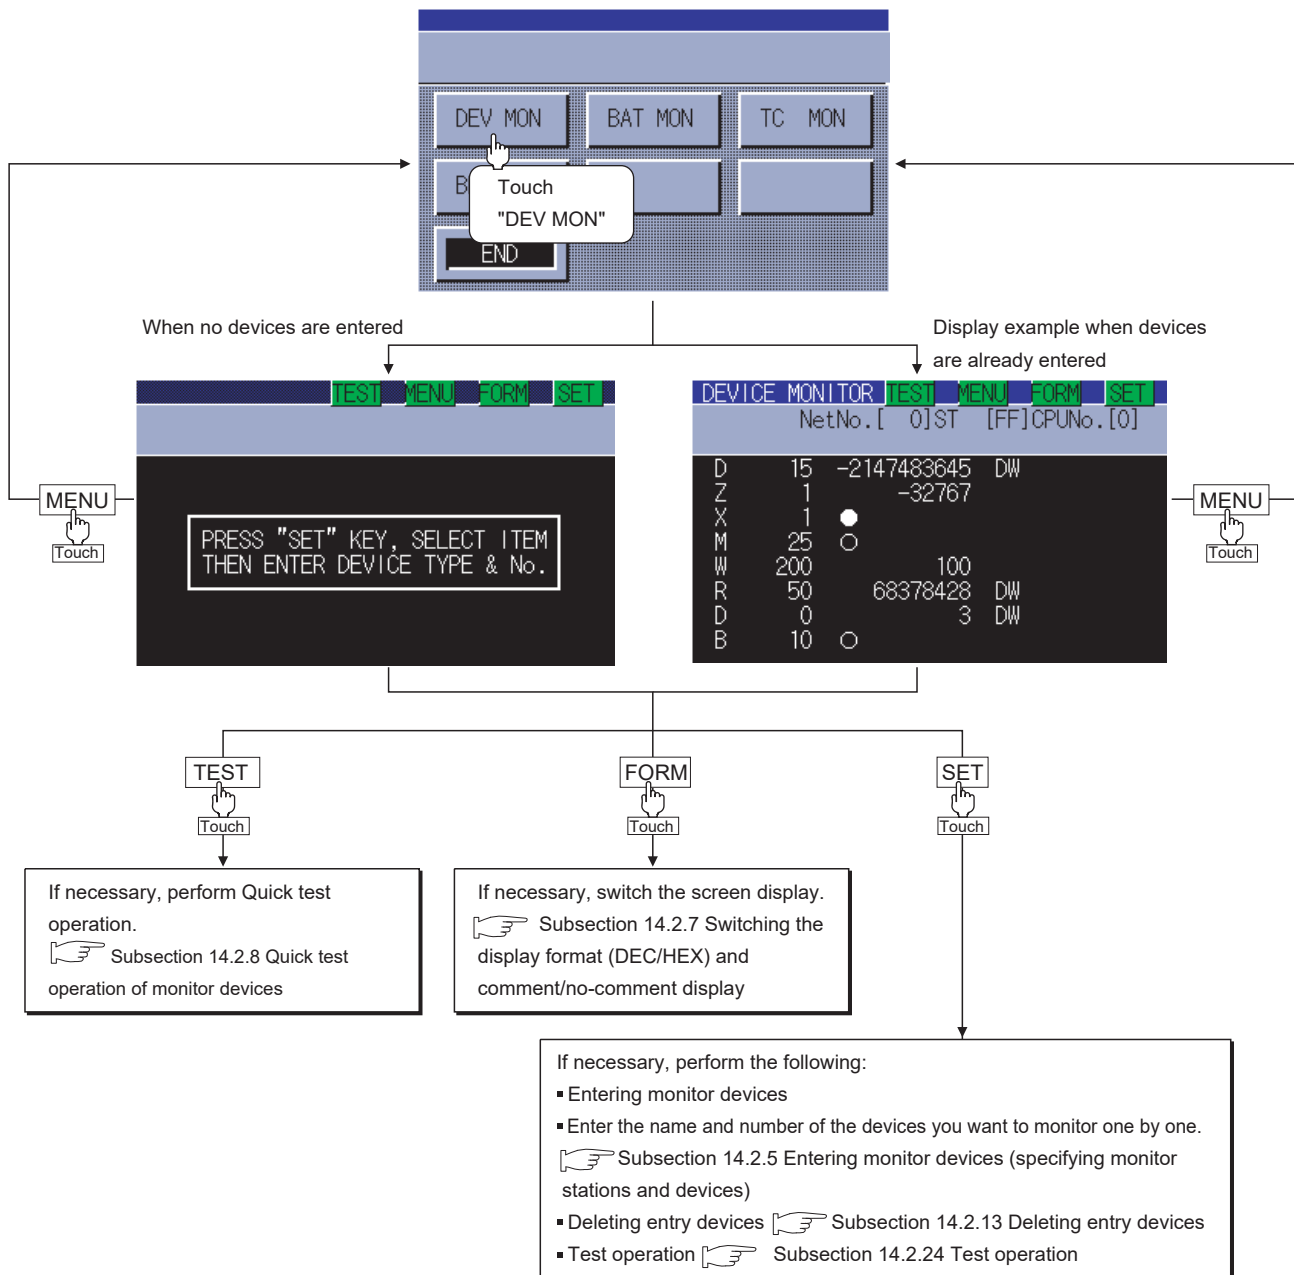 DEV MON
BAT MON
TC MON
B
Touch
"DEV MON"
END
When no devices are entered
Display example when devices
are already entered
TEST MENU FORM SET
PRESS "SET" KEY, SELECT ITEM
THEN ENTER DEVICE TYPE & No.
DEVICE MONITOR TEST MENU FORM SET
NetNo.[ 0]ST [FF]CPUNo.[0]
D 15 -2147483645 DW
Z 1 -32767
X 1 ●
M 25 ○
W 200 100
R 50 68378428 DW
D 0 3 DW
B 10 ○
MENU
Touch
MENU
Touch
TEST
Touch
FORM
Touch
SET
Touch
If necessary, perform Quick test
operation.
Subsection 14.2.8 Quick test
operation of monitor devices
If necessary, switch the screen display.
Subsection 14.2.7 Switching the
display format (DEC/HEX) and
comment/no-comment display
If necessary, perform the following:
▪ Entering monitor devices
▪ Enter the name and number of the devices you want to monitor one by one.
Subsection 14.2.5 Entering monitor devices (specifying monitor
stations and devices)
▪ Deleting entry devices Subsection 14.2.13 Deleting entry devices
▪ Test operation Subsection 14.2.24 Test operation